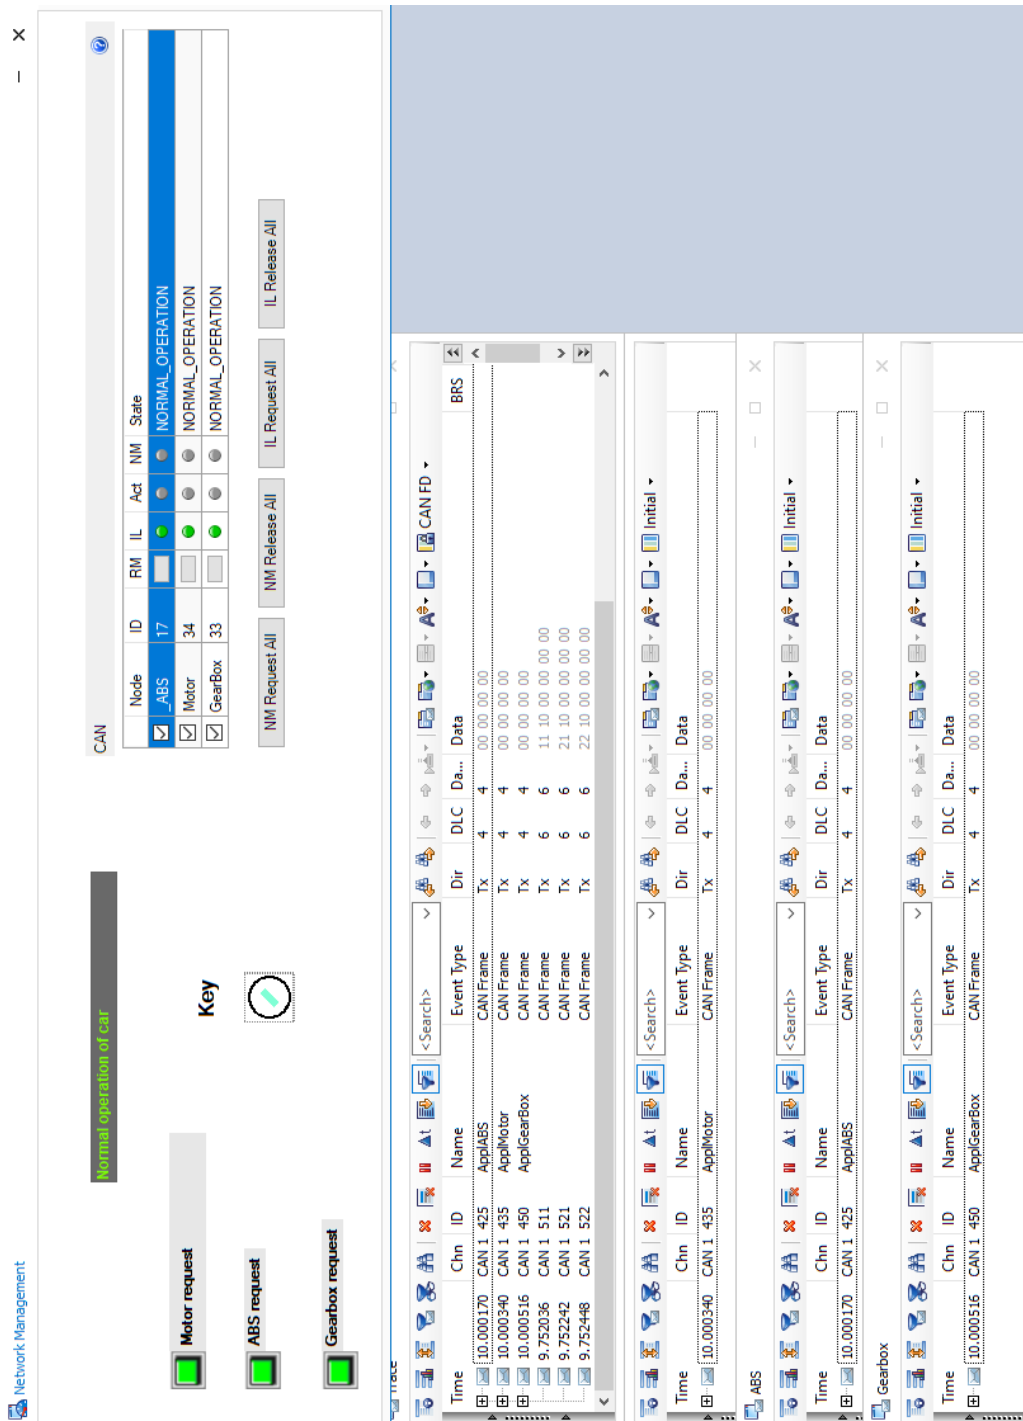 Network Management
Normal operation of car
Motor request
ABS request
Gearbox request
Key
CAN
Node ID RM IL Act NM State
_ABS 17 NORMAL_OPERATION
Motor 34 NORMAL_OPERATION
GearBox 33 NORMAL_OPERATION
NM Request All NM Release All IL Request All IL Release All
Trace
<Search> CAN FD
Time Chn ID Name Event Type Dir DLC Da... Data BRS
10.000170 CAN 1 425 ApplABS CAN Frame Tx 4 4 00 00 00 00
10.000340 CAN 1 435 ApplMotor CAN Frame Tx 4 4 00 00 00 00
10.000516 CAN 1 450 ApplGearBox CAN Frame Tx 4 4 00 00 00 00
9.752036 CAN 1 511 CAN Frame Tx 6 6 11 10 00 00 00 00
9.752242 CAN 1 521 CAN Frame Tx 6 6 21 10 00 00 00 00
9.752448 CAN 1 522 CAN Frame Tx 6 6 22 10 00 00 00 00
<Search> Initial
Time Chn ID Name Event Type Dir DLC Da... Data
10.000340 CAN 1 435 ApplMotor CAN Frame Tx 4 4 00 00 00 00
ABS
<Search> Initial
Time Chn ID Name Event Type Dir DLC Da... Data
10.000170 CAN 1 425 ApplABS CAN Frame Tx 4 4 00 00 00 00
Gearbox
<Search> Initial
Time Chn ID Name Event Type Dir DLC Da... Data
10.000516 CAN 1 450 ApplGearBox CAN Frame Tx 4 4 00 00 00 00